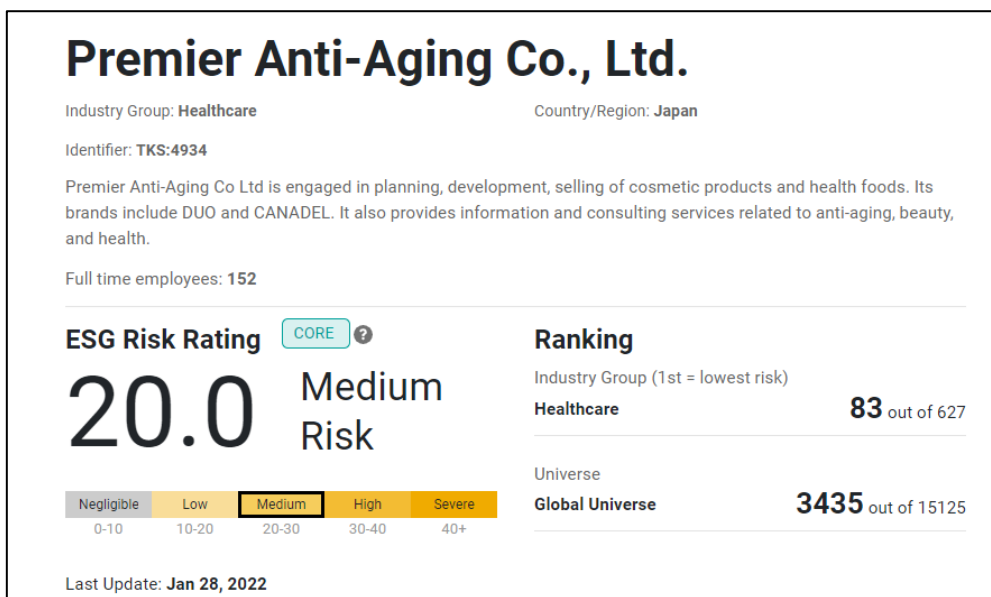 Premier Anti-Aging Co., Ltd.
Industry Group: Healthcare
Country/Region: Japan
Identifier: TKS:4934
Premier Anti-Aging Co Ltd is engaged in planning, development, selling of cosmetic products and health foods. Its
brands include DUO and CANADEL. It also provides information and consulting services related to anti-aging, beauty,
and health.
Full time employees: 152
ESG Risk Rating CORE ?
20.0
Medium
Risk
Negligible Low Medium High Severe
0-10 10-20 20-30 30-40 40+
Last Update: Jan 28, 2022
Ranking
Industry Group (1st = lowest risk)
Healthcare 83 out of 627
Universe
Global Universe 3435 out of 15125